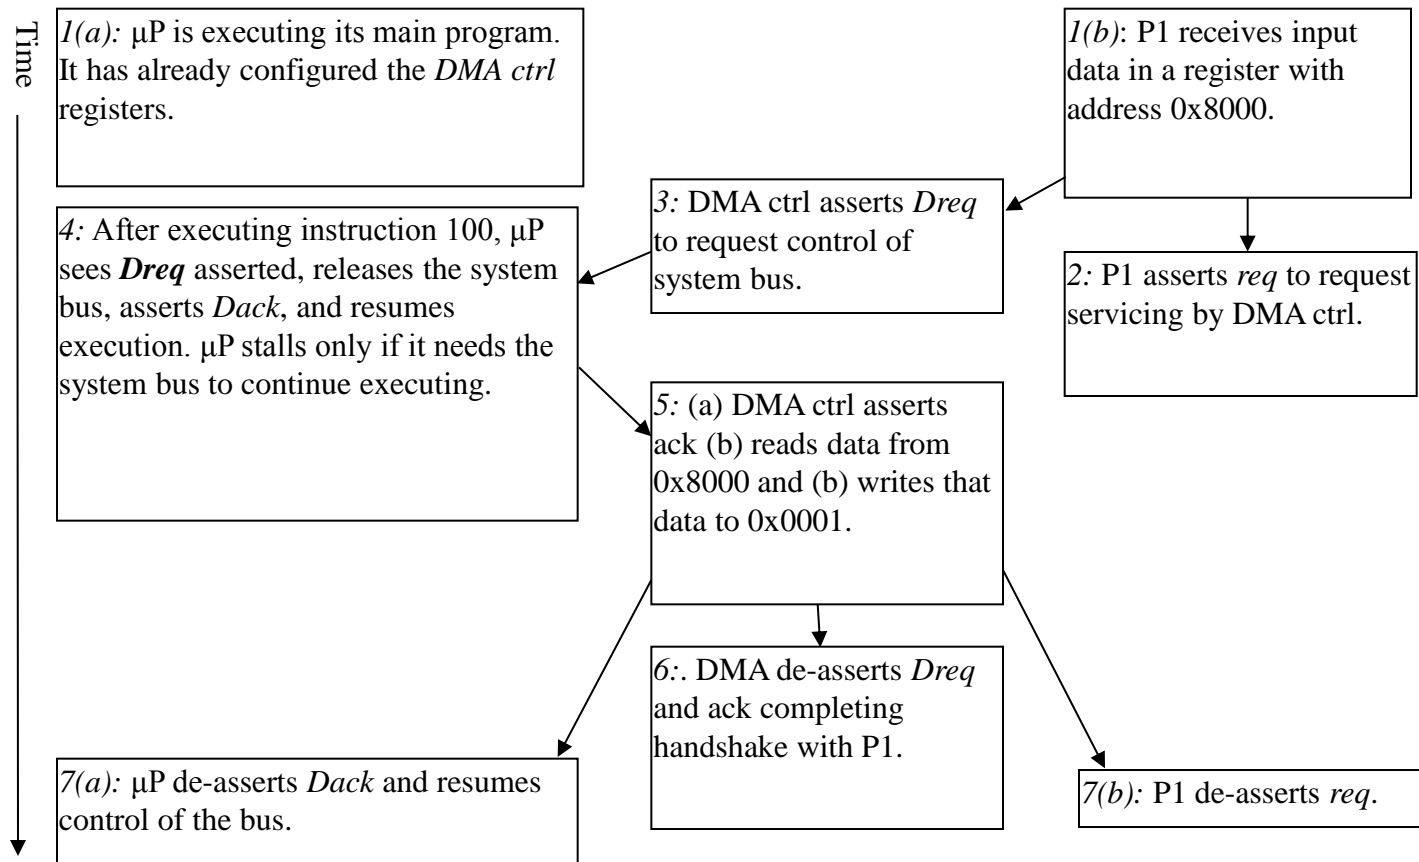 Time
1(a): μP is executing its main program.
It has already configured the DMA ctrl
registers.
1(b): P1 receives input
data in a register with
address 0x8000.
2: P1 asserts req to request
servicing by DMA ctrl.
3: DMA ctrl asserts Dreq
to request control of
system bus.
4: After executing instruction 100, μP
sees Dreq asserted, releases the system
bus, asserts Dack, and resumes
execution. μP stalls only if it needs the
system bus to continue executing.
5: (a) DMA ctrl asserts
ack (b) reads data from
0x8000 and (b) writes that
data to 0x0001.
6:. DMA de-asserts Dreq
and ack completing
handshake with P1.
7(a): μP de-asserts Dack and resumes
control of the bus.
7(b): P1 de-asserts req.